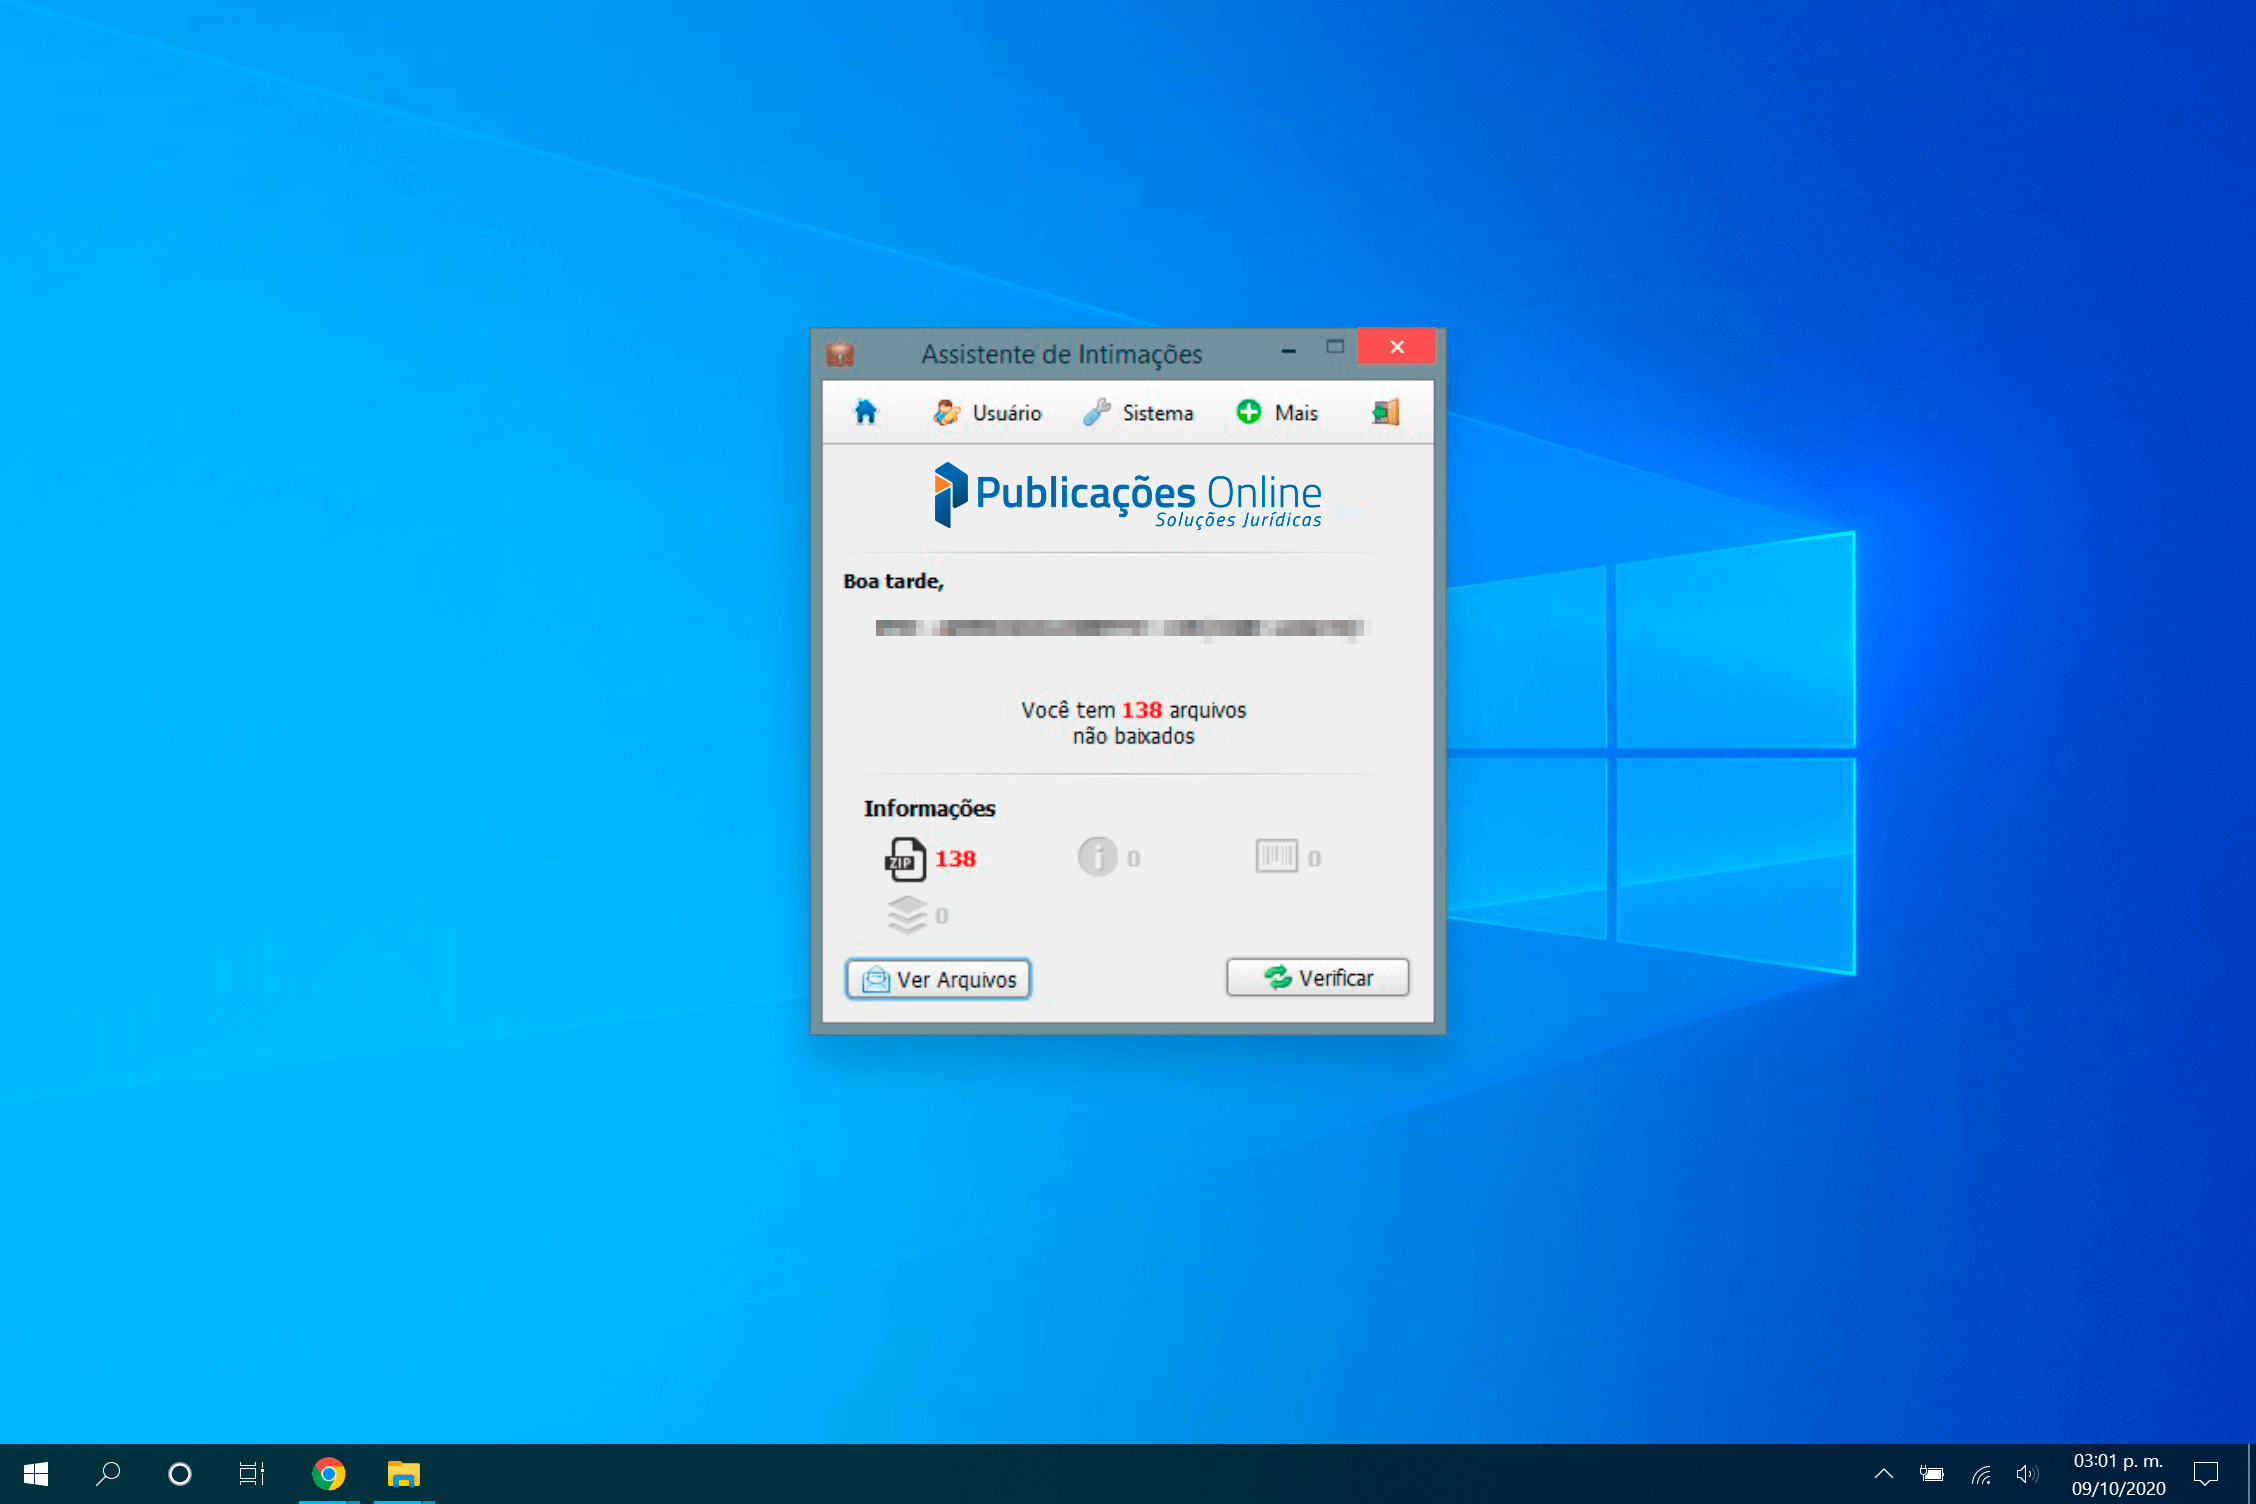 Assistente de Intimações
Usuário Sistema Mais
Publicações Online
Soluções Jurídicas
Boa tarde,
Você tem 138 arquivos
não baixados
Informações
ZIP 138 0 0
0
Ver Arquivos Verificar
03:01 p. m.
09/10/2020